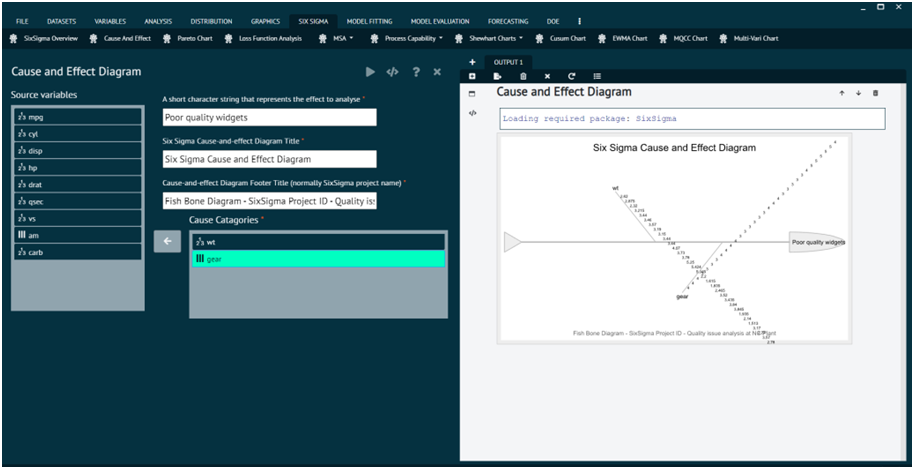 FILE DATASETS VARIABLES ANALYSIS DISTRIBUTION GRAPHICS SIX SIGMA MODEL FITTING MODEL EVALUATION FORECASTING DOE
SixSigma Overview Cause And Effect Pareto Chart Loss Function Analysis MSA Process Capability Shewhart Charts Cusum Chart EWMA Chart MQCC Chart Multi-Vari Chart
Cause and Effect Diagram
Source variables
mpg
cyl
disp
hp
drat
qsec
vs
am
carb
A short character string that represents the effect to analyse *
Poor quality widgets
Six Sigma Cause-and-effect Diagram Title *
Six Sigma Cause and Effect Diagram
Cause-and-effect Diagram Footer Title (normally SixSigma project name) *
Fish Bone Diagram - SixSigma Project ID - Quality is
Cause Catagories *
wt
gear
OUTPUT 1
Cause and Effect Diagram
Loading required package: SixSigma
Six Sigma Cause and Effect Diagram
wt
Poor quality widgets
gear
Fish Bone Diagram - SixSigma Project ID - Quality issue analysis at